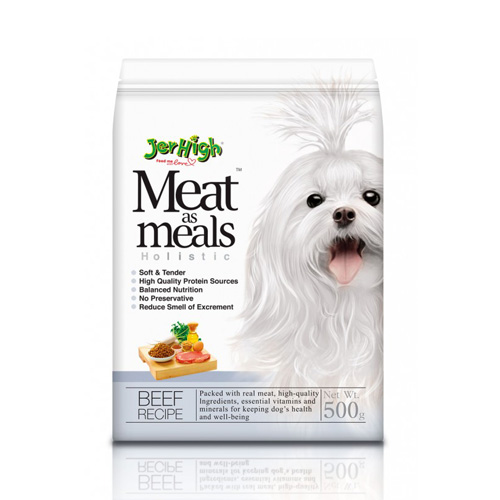 JerHigh
feed me with love
Meat™
as
meals
Holistic
Soft & Tender
High Quality Protein Sources
Balanced Nutrition
No Preservative
Reduce Smell of Excrement
BEEF
RECIPE
Packed with real meat, high-quality
Ingredients, essential vitamins and
minerals for keeping dog's health
and well-being
Net Wt.
500g